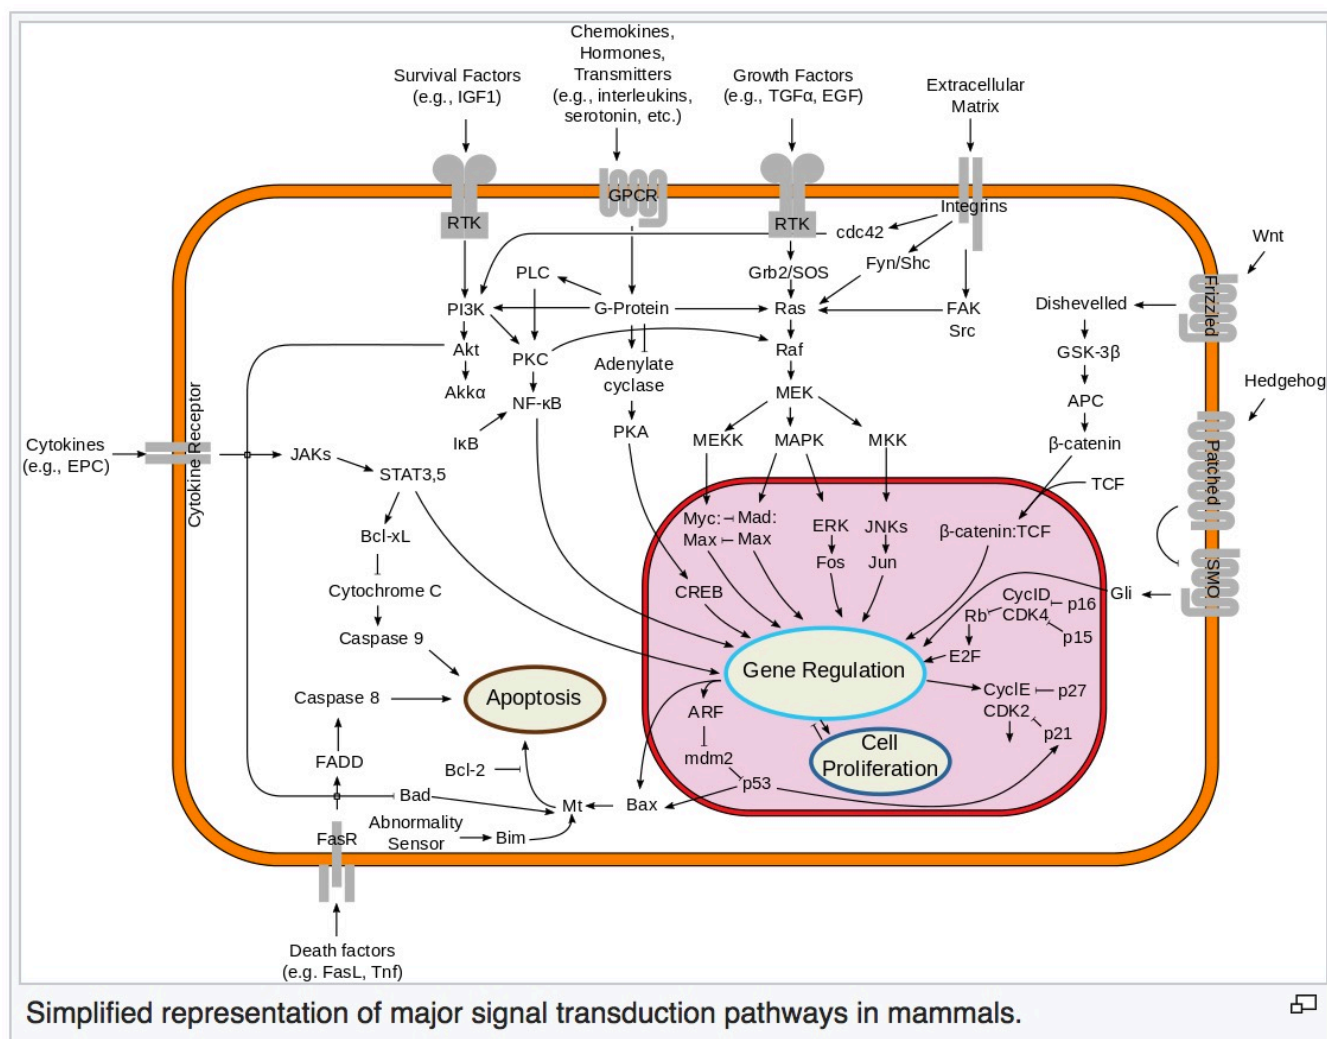 Chemokines,
Hormones,
Transmitters
(e.g., interleukins,
serotonin, etc.)
Survival Factors
(e.g., IGF1)
Growth Factors
(e.g., TGFα, EGF)
Extracellular
Matrix
GPCR
RTK
RTK
Integrins
cdc42
Wnt
Fyn/Shc
PLC
Grb2/SOS
Frizzled
Dishevelled
PI3K
G-Protein
Ras
FAK
Src
Akt
PKC
Raf
GSK-3β
Adenylate
cyclase
Akkα
MEK
Hedgehog
NF-κB
APC
IκB
PKA
MEKK
MAPK
MKK
β-catenin
Cytokines
(e.g., EPC)
Cytokine Receptor
JAKs
STAT3,5
Patched
TCF
Myc:
Mad:
Max
Max
ERK
JNKs
β-catenin:TCF
Bcl-xL
Fos
Jun
SMO
Cytochrome C
CREB
Gli
CycID
CDK4
p16
Rb
p15
Caspase 9
E2F
Gene Regulation
Caspase 8
Apoptosis
CyclE
CDK2
p27
ARF
p21
Cell
Proliferation
FADD
mdm2
Bcl-2
p53
Bad
Mt
Bax
Abnormality
Sensor
Bim
FasR
Death factors
(e.g. FasL, Tnf)
Simplified representation of major signal transduction pathways in mammals.